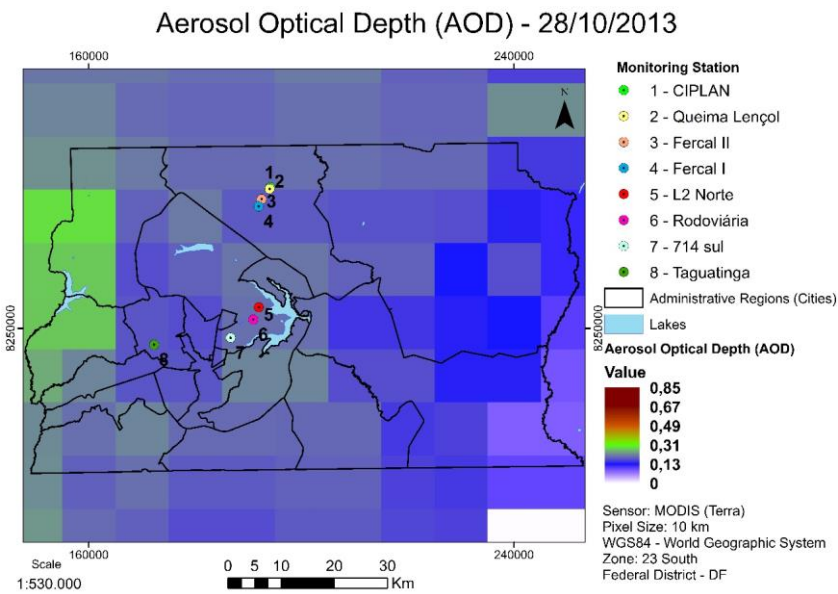 Aerosol Optical Depth (AOD) - 28/10/2013
160000
240000
N
8250000
8250000
1
2
3
4
5
6
7
8
160000
240000
Scale
1:530.000
0 5 10 20 30
Km
Monitoring Station
1 - CIPLAN
2 - Queima Lençol
3 - Fercal II
4 - Fercal I
5 - L2 Norte
6 - Rodoviária
7 - 714 sul
8 - Taguatinga
Administrative Regions (Cities)
Lakes
Aerosol Optical Depth (AOD)
Value
0,85
0,67
0,49
0,31
0,13
0
Sensor: MODIS (Terra)
Pixel Size: 10 km
WGS84 - World Geographic System
Zone: 23 South
Federal District - DF